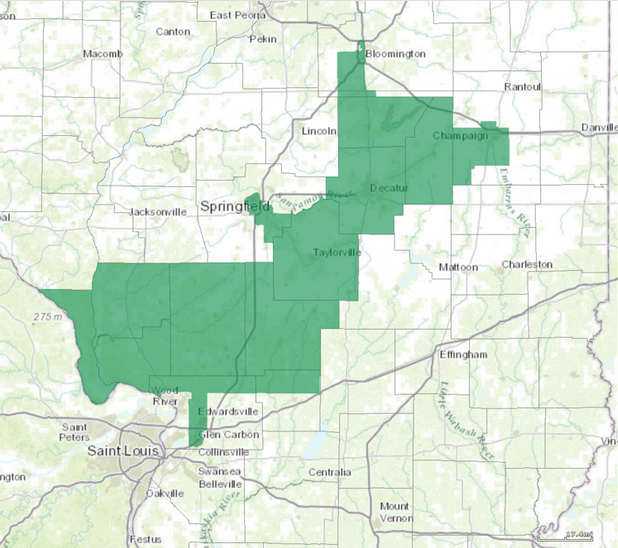 East Peoria
Canton
Pekin
Macomb
Bloomington
Rantoul
Lincoln
Champaign
Danville
Decatur
Sangamon River
Springfield
Jacksonville
Embarras River
Taylorville
Mattoon
Charleston
275 m
Effingham
Wood
River
Edwardsville
Little Wabash River
Saint
Peters
Glen Carbon
Saint Louis
Collinsville
Swansea
Centralia
Belleville
Oakville
Mount
Vernon
Festus